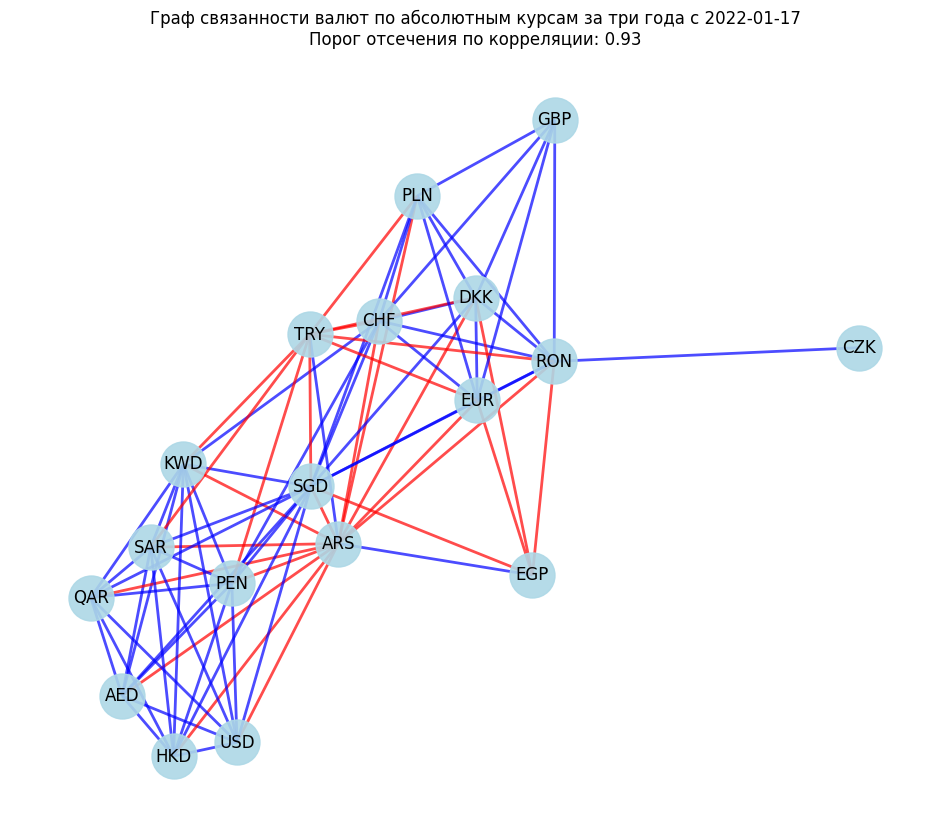 Граф связанности валют по абсолютным курсам за три года с 2022-01-17
Порог отсечения по корреляции: 0.93
GBP
PLN
DKK
CHF
TRY
CZK
RON
EUR
KWD
SGD
ARS
SAR
EGP
PEN
QAR
AED
USD
HKD